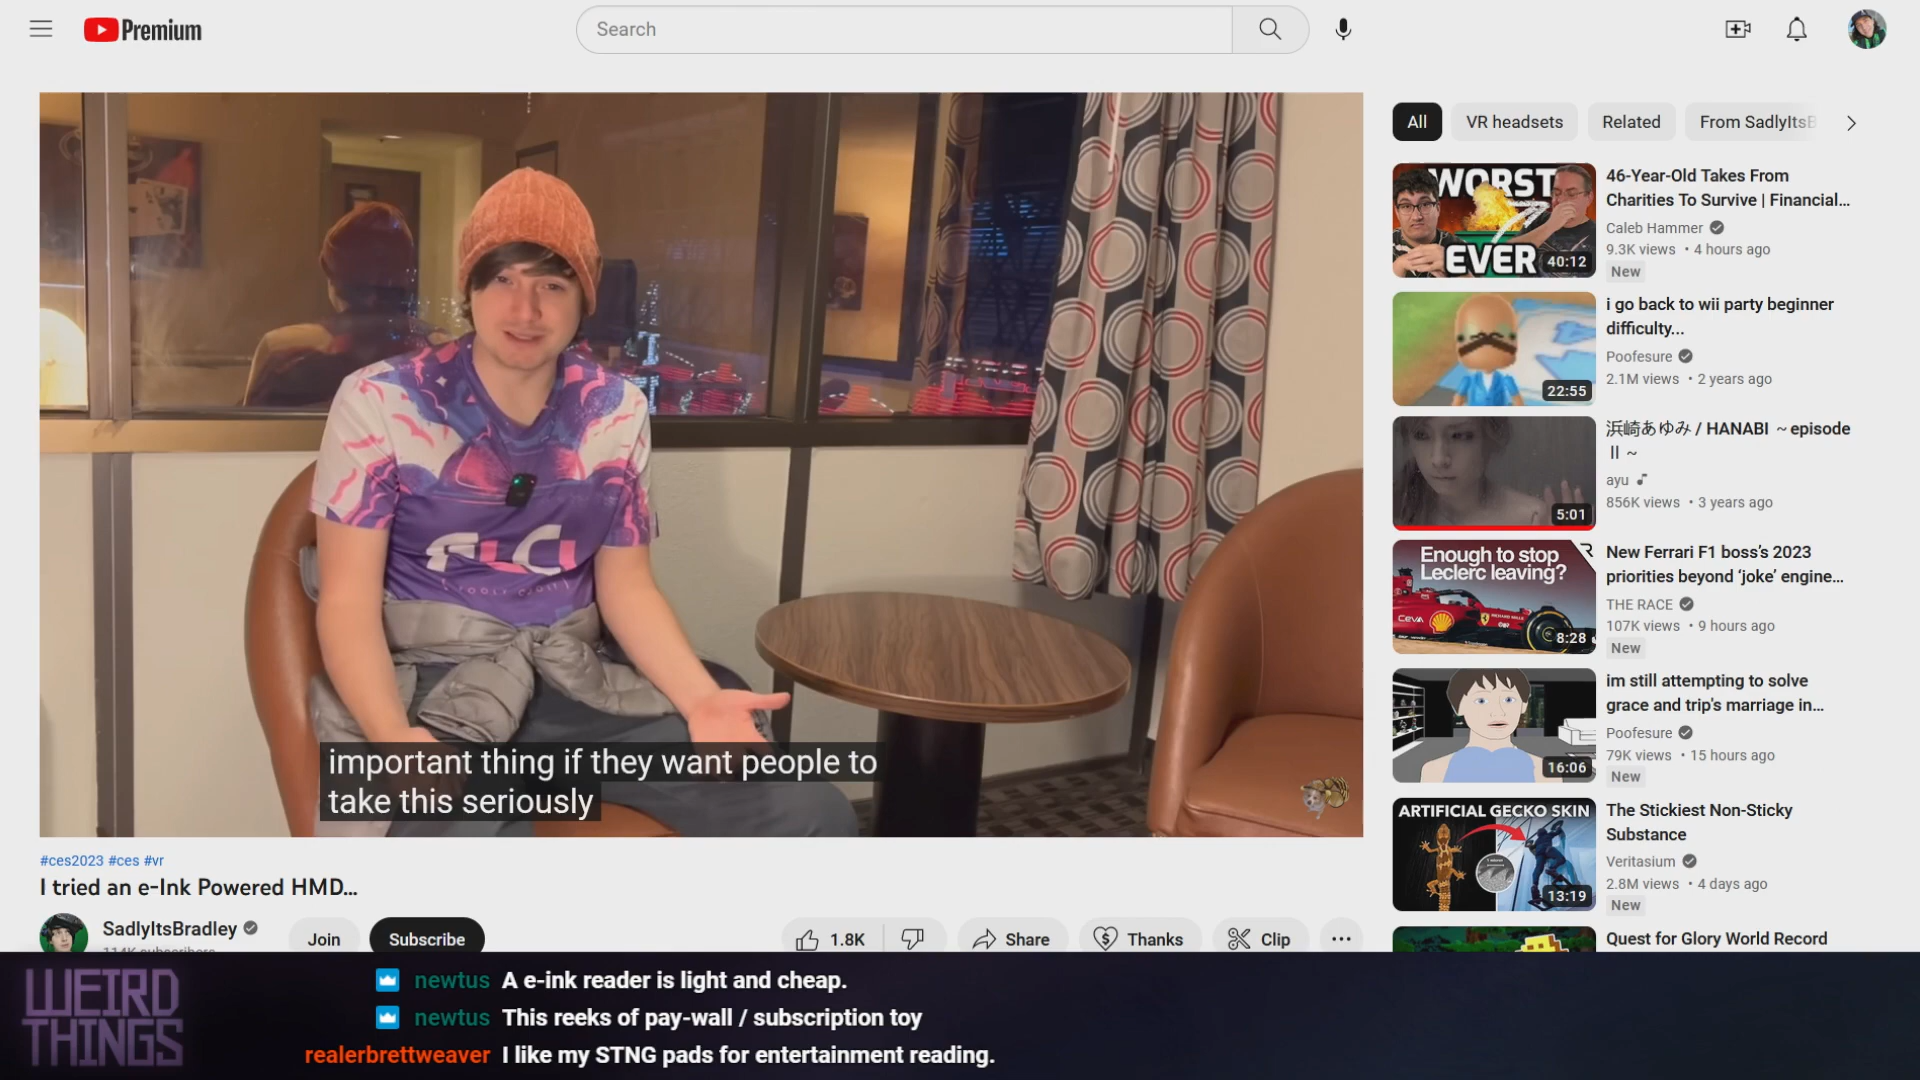 Premium
Search
All
VR headsets
Related
From SadlyItsB
FLC
important thing if they want people to
take this seriously
#ces2023 #ces #vr
I tried an e-Ink Powered HMD...
SadlyItsBradley
114K subscribers
Join
Subscribe
1.8K
Share
Thanks
Clip
WORST
EVER
40:12
46-Year-Old Takes From
Charities To Survive | Financial...
Caleb Hammer
9.3K views • 4 hours ago
New
22:55
i go back to wii party beginner
difficulty...
Poofesure
2.1M views • 2 years ago
5:01
浜崎あゆみ / HANABI ～episode
II ～
ayu
856K views • 3 years ago
Enough to stop
Leclerc leaving?
CEVA
8:28
New Ferrari F1 boss's 2023
priorities beyond ‘joke’ engine...
THE RACE
107K views • 9 hours ago
New
16:06
im still attempting to solve
grace and trip's marriage in...
Poofesure
79K views • 15 hours ago
New
ARTIFICIAL GECKO SKIN
13:19
The Stickiest Non-Sticky
Substance
Veritasium
2.8M views • 4 days ago
New
Quest for Glory World Record
WEIRD
THINGS
newtus A e-ink reader is light and cheap.
newtus This reeks of pay-wall / subscription toy
realerbrettweaver I like my STNG pads for entertainment reading.